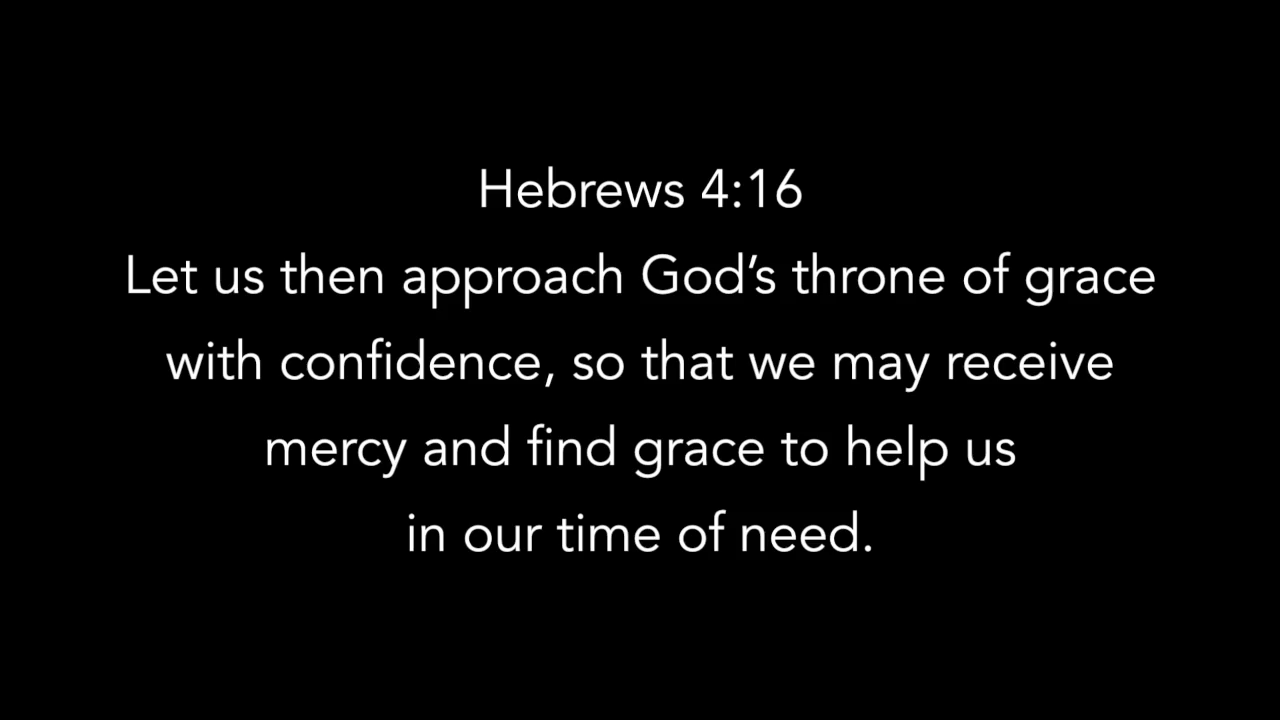 Hebrews 4:16
Let us then approach God’s throne of grace
with confidence, so that we may receive
mercy and find grace to help us
in our time of need.